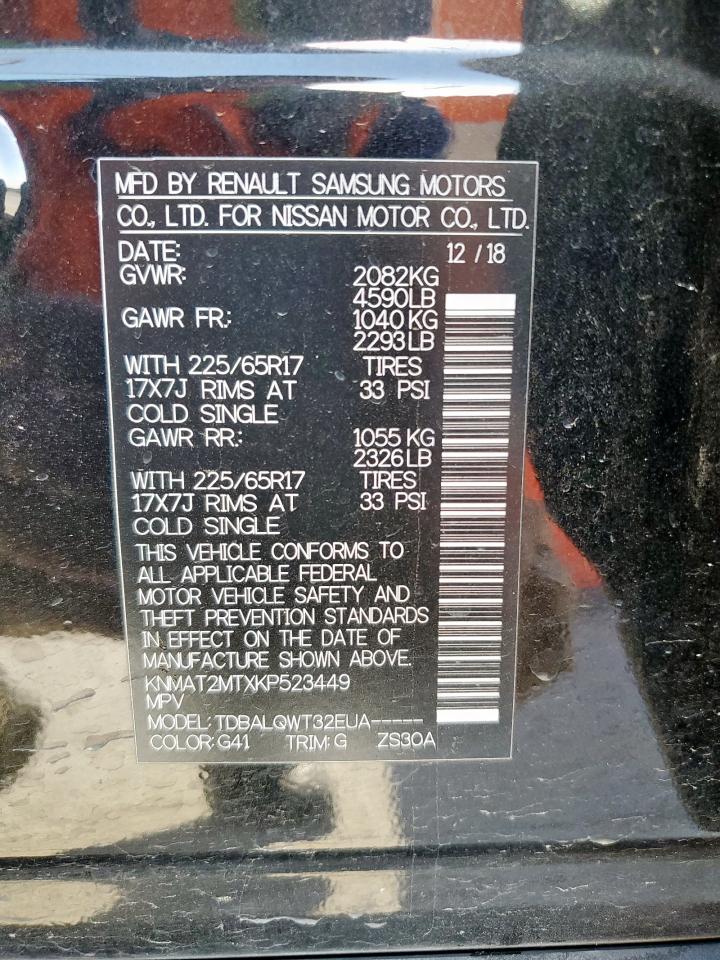 MFD BY RENAULT SAMSUNG MOTORS
CO., LTD. FOR NISSAN MOTOR CO., LTD.
DATE: 12 / 18
GVWR: 2082KG
4590LB
GAWR FR.: 1040 KG
2293 LB
WITH 225/65R17 TIRES
17X7J RIMS AT 33 PSI
COLD SINGLE
GAWR RR.: 1055 KG
2326 LB
WITH 225/65R17 TIRES
17X7J RIMS AT 33 PSI
COLD SINGLE
THIS VEHICLE CONFORMS TO
ALL APPLICABLE FEDERAL
MOTOR VEHICLE SAFETY AND
THEFT PREVENTION STANDARDS
IN EFFECT ON THE DATE OF
MANUFACTURE SHOWN ABOVE.
KNMAT2MTXKP523449
MPV
MODEL: TDBALQWT32EUA-----
COLOR: G41 TRIM: G ZS30A